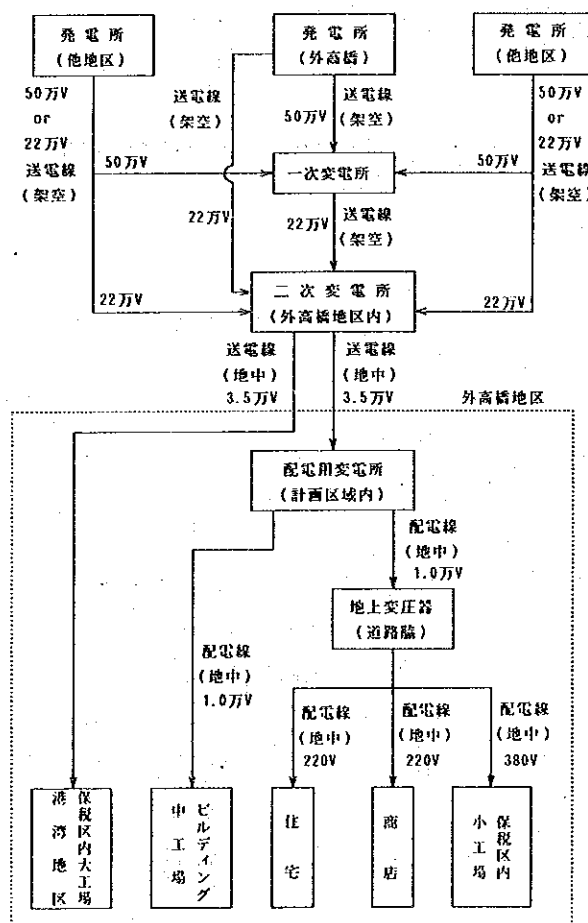 発電所
(他地区)
発電所
(外高橋)
発電所
(他地区)
50万V
or
22万V
送電線
(架空)
送電線
(架空)
50万V
送電線
(架空)
50万V
or
22万V
送電線
(架空)
50万V
一次変電所
50万V
22万V
22万V
送電線
(架空)
22万V
二次変電所
(外高橋地区内)
22万V
送電線
(地中)
3.5万V
送電線
(地中)
3.5万V
外高橋地区
配電用変電所
(計画区域内)
配電線
(地中)
1.0万V
地上変圧器
(道路脇)
配電線
(地中)
1.0万V
配電線
(地中)
220V
配電線
(地中)
220V
配電線
(地中)
380V
保税区内大工場
港湾地区
ビルディング
中工場
住宅
商店
保税区内
小工場